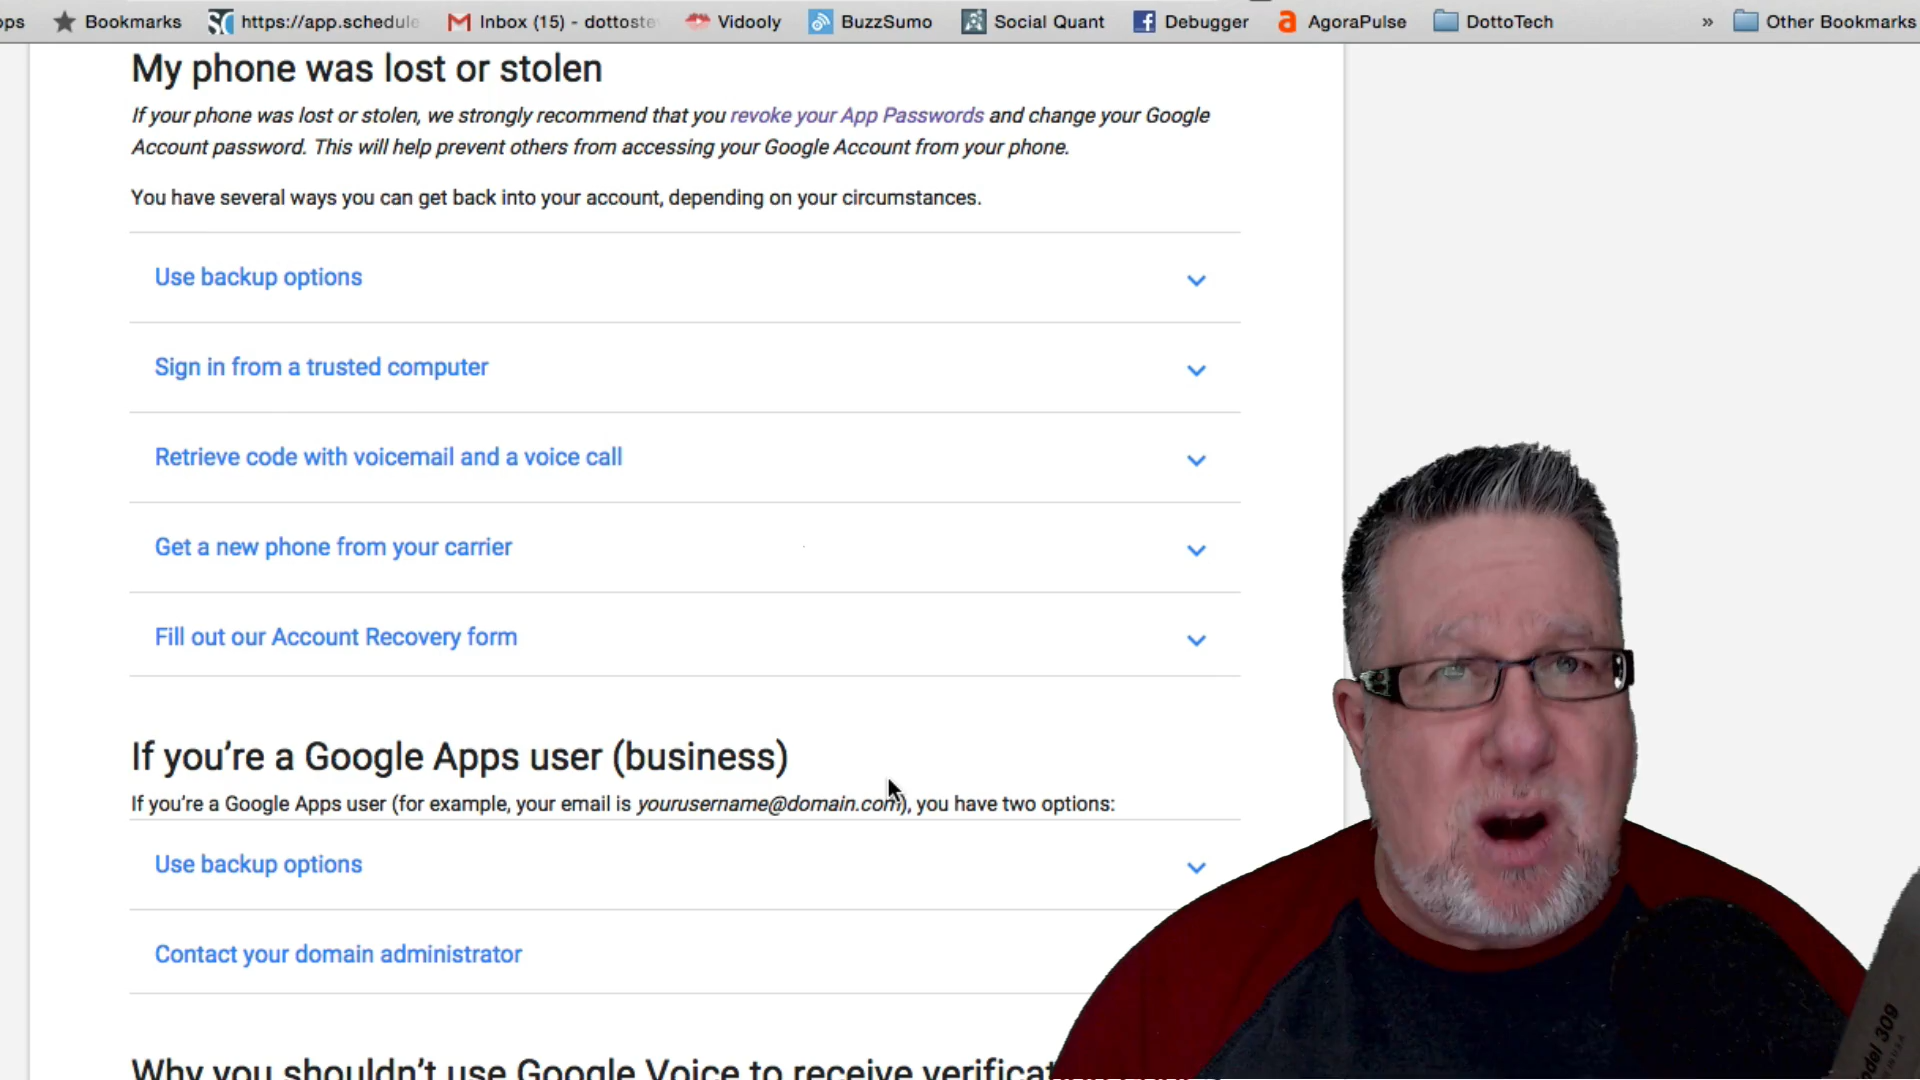 ps Bookmarks https://app.schedule Inbox (15) - dottoste Vidooly BuzzSumo Social Quant Debugger AgoraPulse DottoTech » Other Bookmarks
My phone was lost or stolen
If your phone was lost or stolen, we strongly recommend that you revoke your App Passwords and change your Google
Account password. This will help prevent others from accessing your Google Account from your phone.
You have several ways you can get back into your account, depending on your circumstances.
Use backup options
Sign in from a trusted computer
Retrieve code with voicemail and a voice call
Get a new phone from your carrier
Fill out our Account Recovery form
If you’re a Google Apps user (business)
If you’re a Google Apps user (for example, your email is yourusername@domain.com), you have two options:
Use backup options
Contact your domain administrator
Why you shouldn’t use Google Voice to receive
odel 309